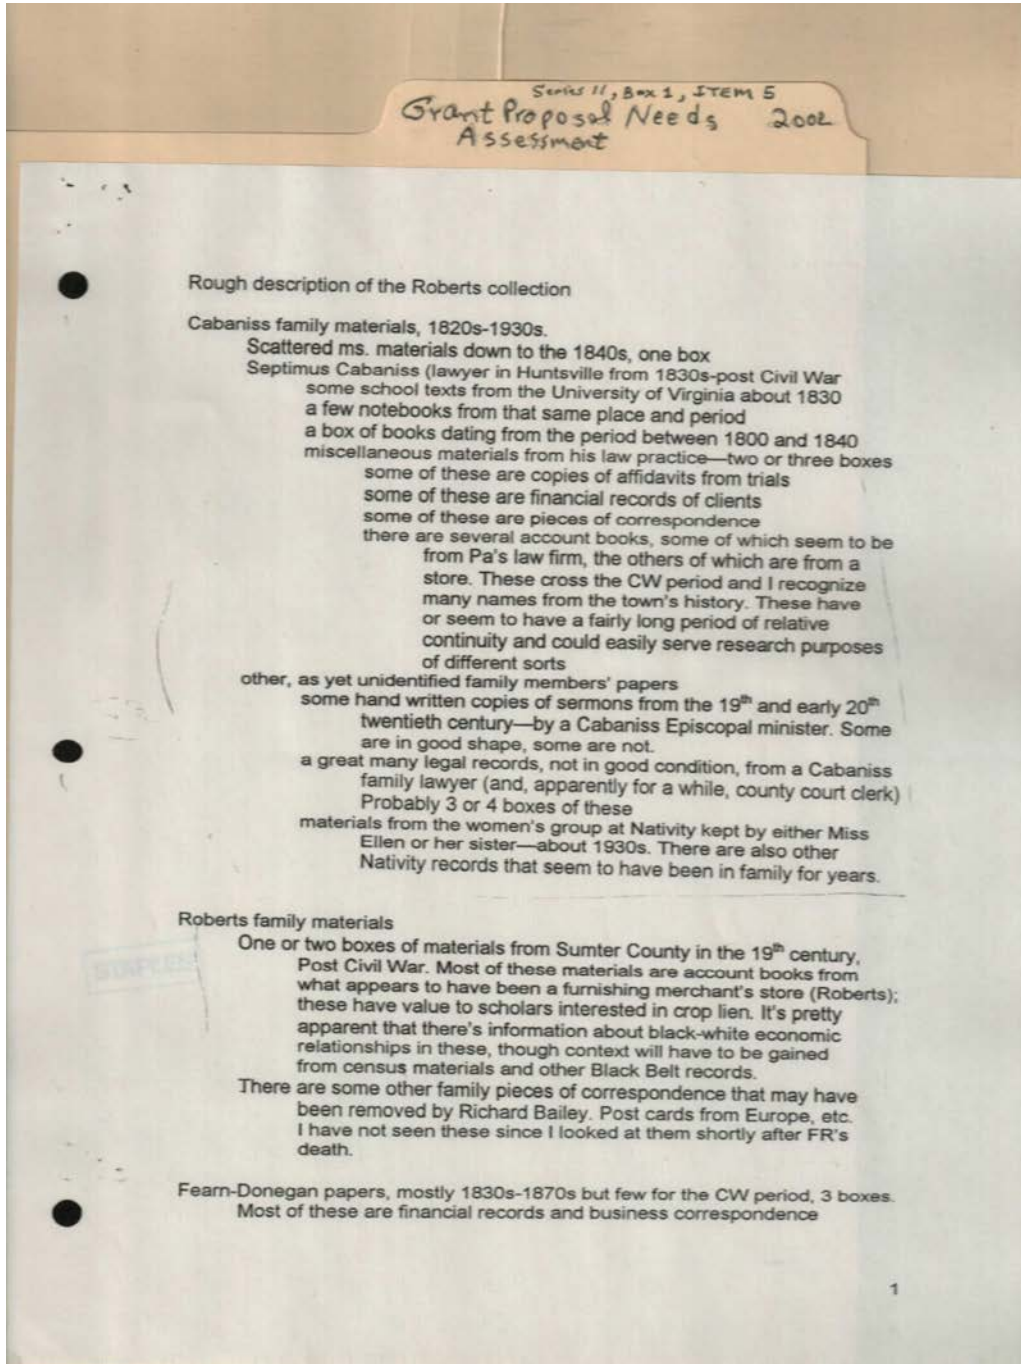 Series II, Box 1, ITEM 5
Grant Proposal Needs 2002
Assessment
Rough description of the Roberts collection
Cabaniss family materials, 1820s-1930s.
Scattered ms. materials down to the 1840s, one box
Septimus Cabaniss (lawyer in Huntsville from 1830s-post Civil War
some school texts from the University of Virginia about 1830
a few notebooks from that same place and period
a box of books dating from the period between 1800 and 1840
miscellaneous materials from his law practice—two or three boxes
some of these are copies of affidavits from trials
some of these are financial records of clients
some of these are pieces of correspondence
there are several account books, some of which seem to be
from Pa's law firm, the others of which are from a
store. These cross the CW period and I recognize
many names from the town's history. These have
or seem to have a fairly long period of relative
continuity and could easily serve research purposes
of different sorts
other, as yet unidentified family members' papers
some hand written copies of sermons from the 19th and early 20th
twentieth century—by a Cabaniss Episcopal minister. Some
are in good shape, some are not.
a great many legal records, not in good condition, from a Cabaniss
family lawyer (and, apparently for a while, county court clerk)
Probably 3 or 4 boxes of these
materials from the women's group at Nativity kept by either Miss
Ellen or her sister—about 1930s. There are also other
Nativity records that seem to have been in family for years.
Roberts family materials
One or two boxes of materials from Sumter County in the 19th century,
Post Civil War. Most of these materials are account books from
what appears to have been a furnishing merchant's store (Roberts);
these have value to scholars interested in crop lien. It's pretty
apparent that there's information about black-white economic
relationships in these, though context will have to be gained
from census materials and other Black Belt records.
There are some other family pieces of correspondence that may have
been removed by Richard Bailey. Post cards from Europe, etc.
I have not seen these since I looked at them shortly after FR's
death.
STAPLES
Fearn-Donegan papers, mostly 1830s-1870s but few for the CW period, 3 boxes.
Most of these are financial records and business correspondence
1